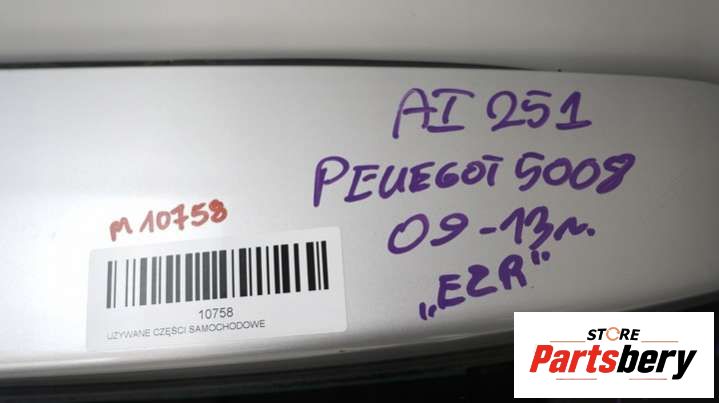 AI 251
PEUEGOT 5008
09-13r.
„EZR"
M 10758
10758
UŻYWANE CZĘŚCI SAMOCHODOWE
STORE
Partsbery